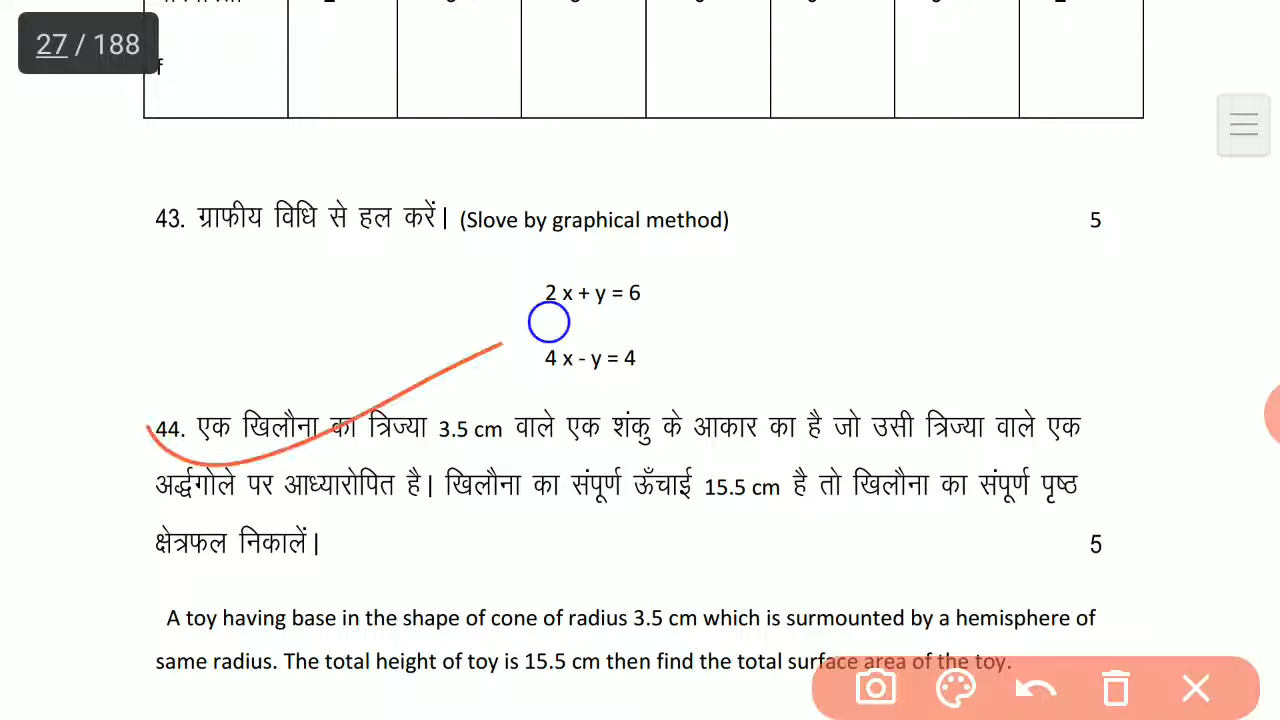 27 / 188
f
43. ग्राफीय विधि से हल करें। (Slove by graphical method) 5
2 x + y = 6
4 x - y = 4
44. एक खिलौना का त्रिज्या 3.5 cm वाले एक शंकु के आकार का है जो उसी त्रिज्या वाले एक
अर्द्धगोले पर आध्यारोपित है। खिलौना का संपूर्ण ऊँचाई 15.5 cm है तो खिलौना का संपूर्ण पृष्ठ
क्षेत्रफल निकालें। 5
A toy having base in the shape of cone of radius 3.5 cm which is surmounted by a hemisphere of
same radius. The total height of toy is 15.5 cm then find the total surface area of the toy.